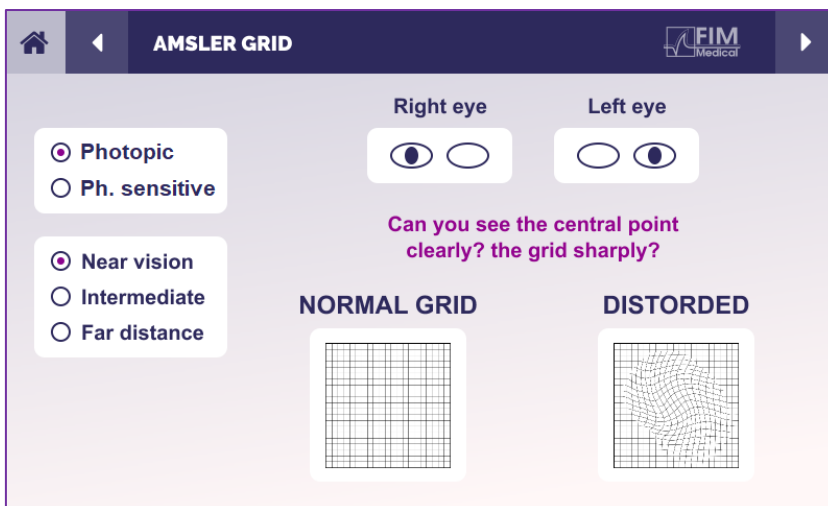 AMSLER GRID
FIM
Medical
Right eye
Left eye
Photopic
Ph. sensitive
Can you see the central point
clearly? the grid sharply?
Near vision
Intermediate
Far distance
NORMAL GRID
DISTORDED